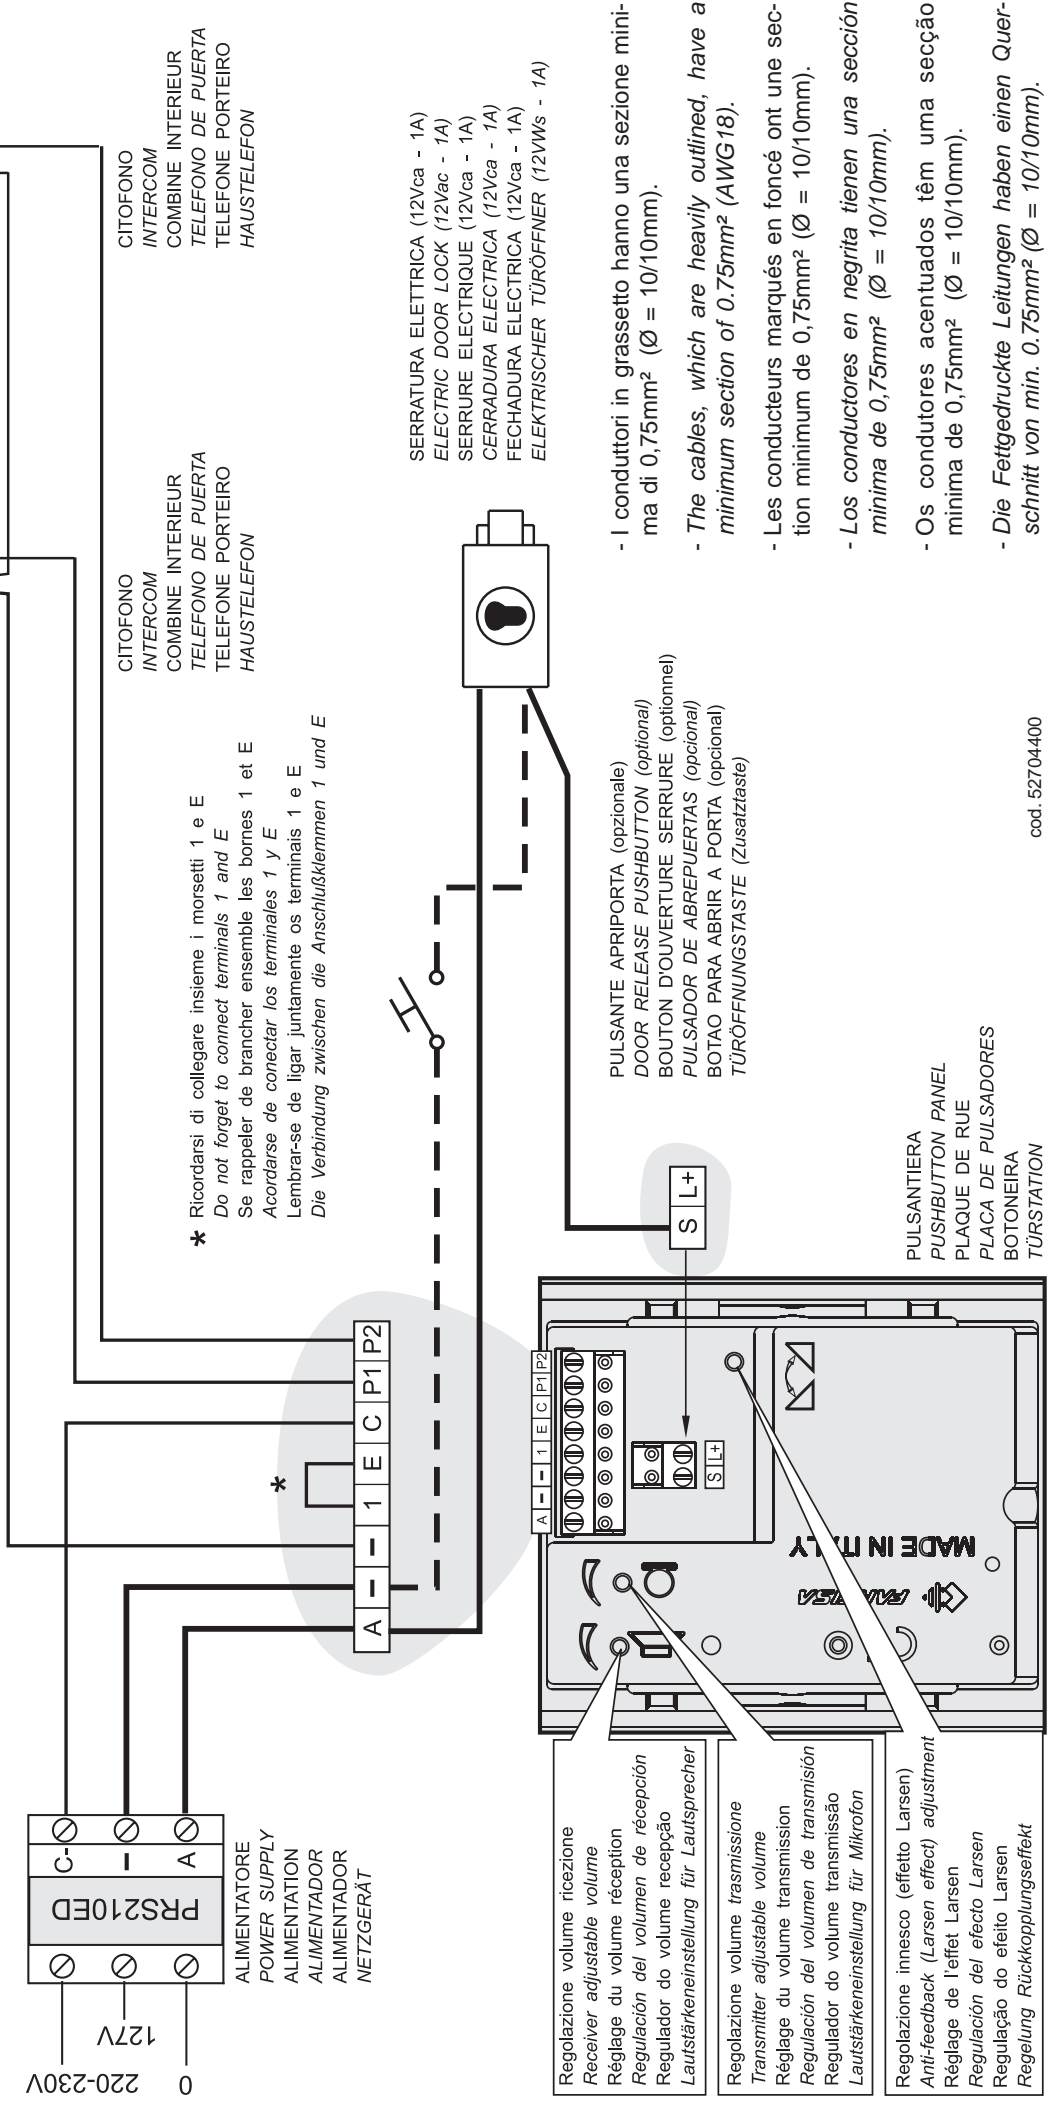 CITOFONO
INTERCOM
COMBINE INTERIEUR
TELEFONO DE PUERTA
TELEFONE PORTEIRO
HAUSTELEFON
CITOFONO
INTERCOM
COMBINE INTERIEUR
TELEFONO DE PUERTA
TELEFONE PORTEIRO
HAUSTELEFON
* Ricordarsi di collegare insieme i morsetti 1 e E
Do not forget to connect terminals 1 and E
Se rappeler de brancher ensemble les bornes 1 et E
Acordarse de conectar los terminales 1 y E
Lembrar-se de ligar juntamente os terminais 1 e E
Die Verbindung zwischen die Anschlußklemmen 1 und E
220-230V
127V
0
PRS210ED
C-
–
A
ALIMENTATORE
POWER SUPPLY
ALIMENTATION
ALIMENTADOR
ALIMENTADOR
NETZGERÄT
*
A – – 1 E C P1 P2
SERRATURA ELETTRICA (12Vca - 1A)
ELECTRIC DOOR LOCK (12Vac - 1A)
SERRURE ELECTRIQUE (12Vca - 1A)
CERRADURA ELECTRICA (12Vca - 1A)
FECHADURA ELECTRICA (12Vca - 1A)
ELEKTRISCHER TÜRÖFFNER (12VWs - 1A)
PULSANTE APRIPORTA (opzionale)
DOOR RELEASE PUSHBUTTON (optional)
BOUTON D'OUVERTURE SERRURE (optionnel)
PULSADOR DE ABREPUERTAS (opcional)
BOTAO PARA ABRIR A PORTA (opcional)
TÜRÖFFNUNGSTASTE (Zusatztaste)
S L+
A – – 1 E C P1 P2
S L+
MADE IN ITALY
FARFISA
PULSANTIERA
PUSHBUTTON PANEL
PLAQUE DE RUE
PLACA DE PULSADORES
BOTONEIRA
TÜRSTATION
Regolazione volume ricezione
Receiver adjustable volume
Réglage du volume réception
Regulación del volumen de récepción
Regulador do volume recepção
Lautstärkeneinstellung für Lautsprecher
Regolazione volume trasmissione
Transmitter adjustable volume
Réglage du volume transmission
Regulación del volumen de transmisión
Regulador do volume transmissão
Lautstärkeneinstellung für Mikrofon
Regolazione innesco (effetto Larsen)
Anti-feedback (Larsen effect) adjustment
Réglage de l'effet Larsen
Regulación del efecto Larsen
Regulação do efeito Larsen
Regelung Rückkopplungseffekt
- I conduttori in grassetto hanno una sezione mini-
ma di 0,75mm² (Ø = 10/10mm).
- The cables, which are heavily outlined, have a
minimum section of 0.75mm² (AWG18).
- Les conducteurs marqués en foncé ont une sec-
tion minimum de 0,75mm² (Ø = 10/10mm).
- Los conductores en negrita tienen una sección
minima de 0,75mm² (Ø = 10/10mm).
- Os condutores acentuados têm uma secção
minima de 0,75mm² (Ø = 10/10mm).
- Die Fettgedruckte Leitungen haben einen Quer-
schnitt von min. 0.75mm² (Ø = 10/10mm).
cod. 52704400